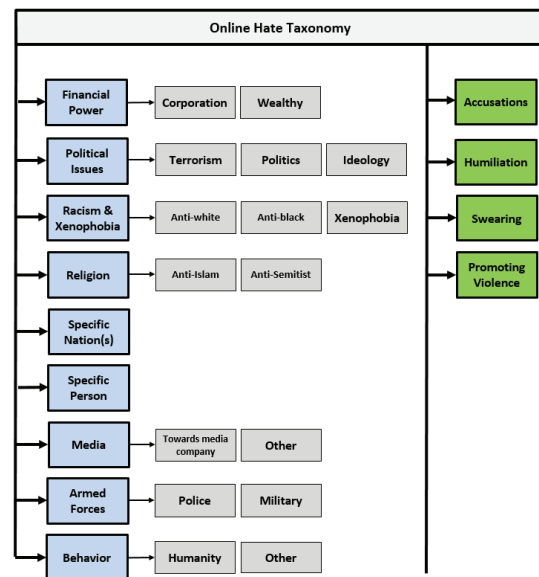 Online Hate Taxonomy
Financial
Power
Corporation
Wealthy
Accusations
Political
Issues
Terrorism
Politics
Ideology
Humiliation
Racism &
Xenophobia
Anti-white
Anti-black
Xenophobia
Swearing
Religion
Anti-Islam
Anti-Semitist
Promoting
Violence
Specific
Nation(s)
Specific
Person
Media
Towards media
company
Other
Armed
Forces
Police
Military
Behavior
Humanity
Other